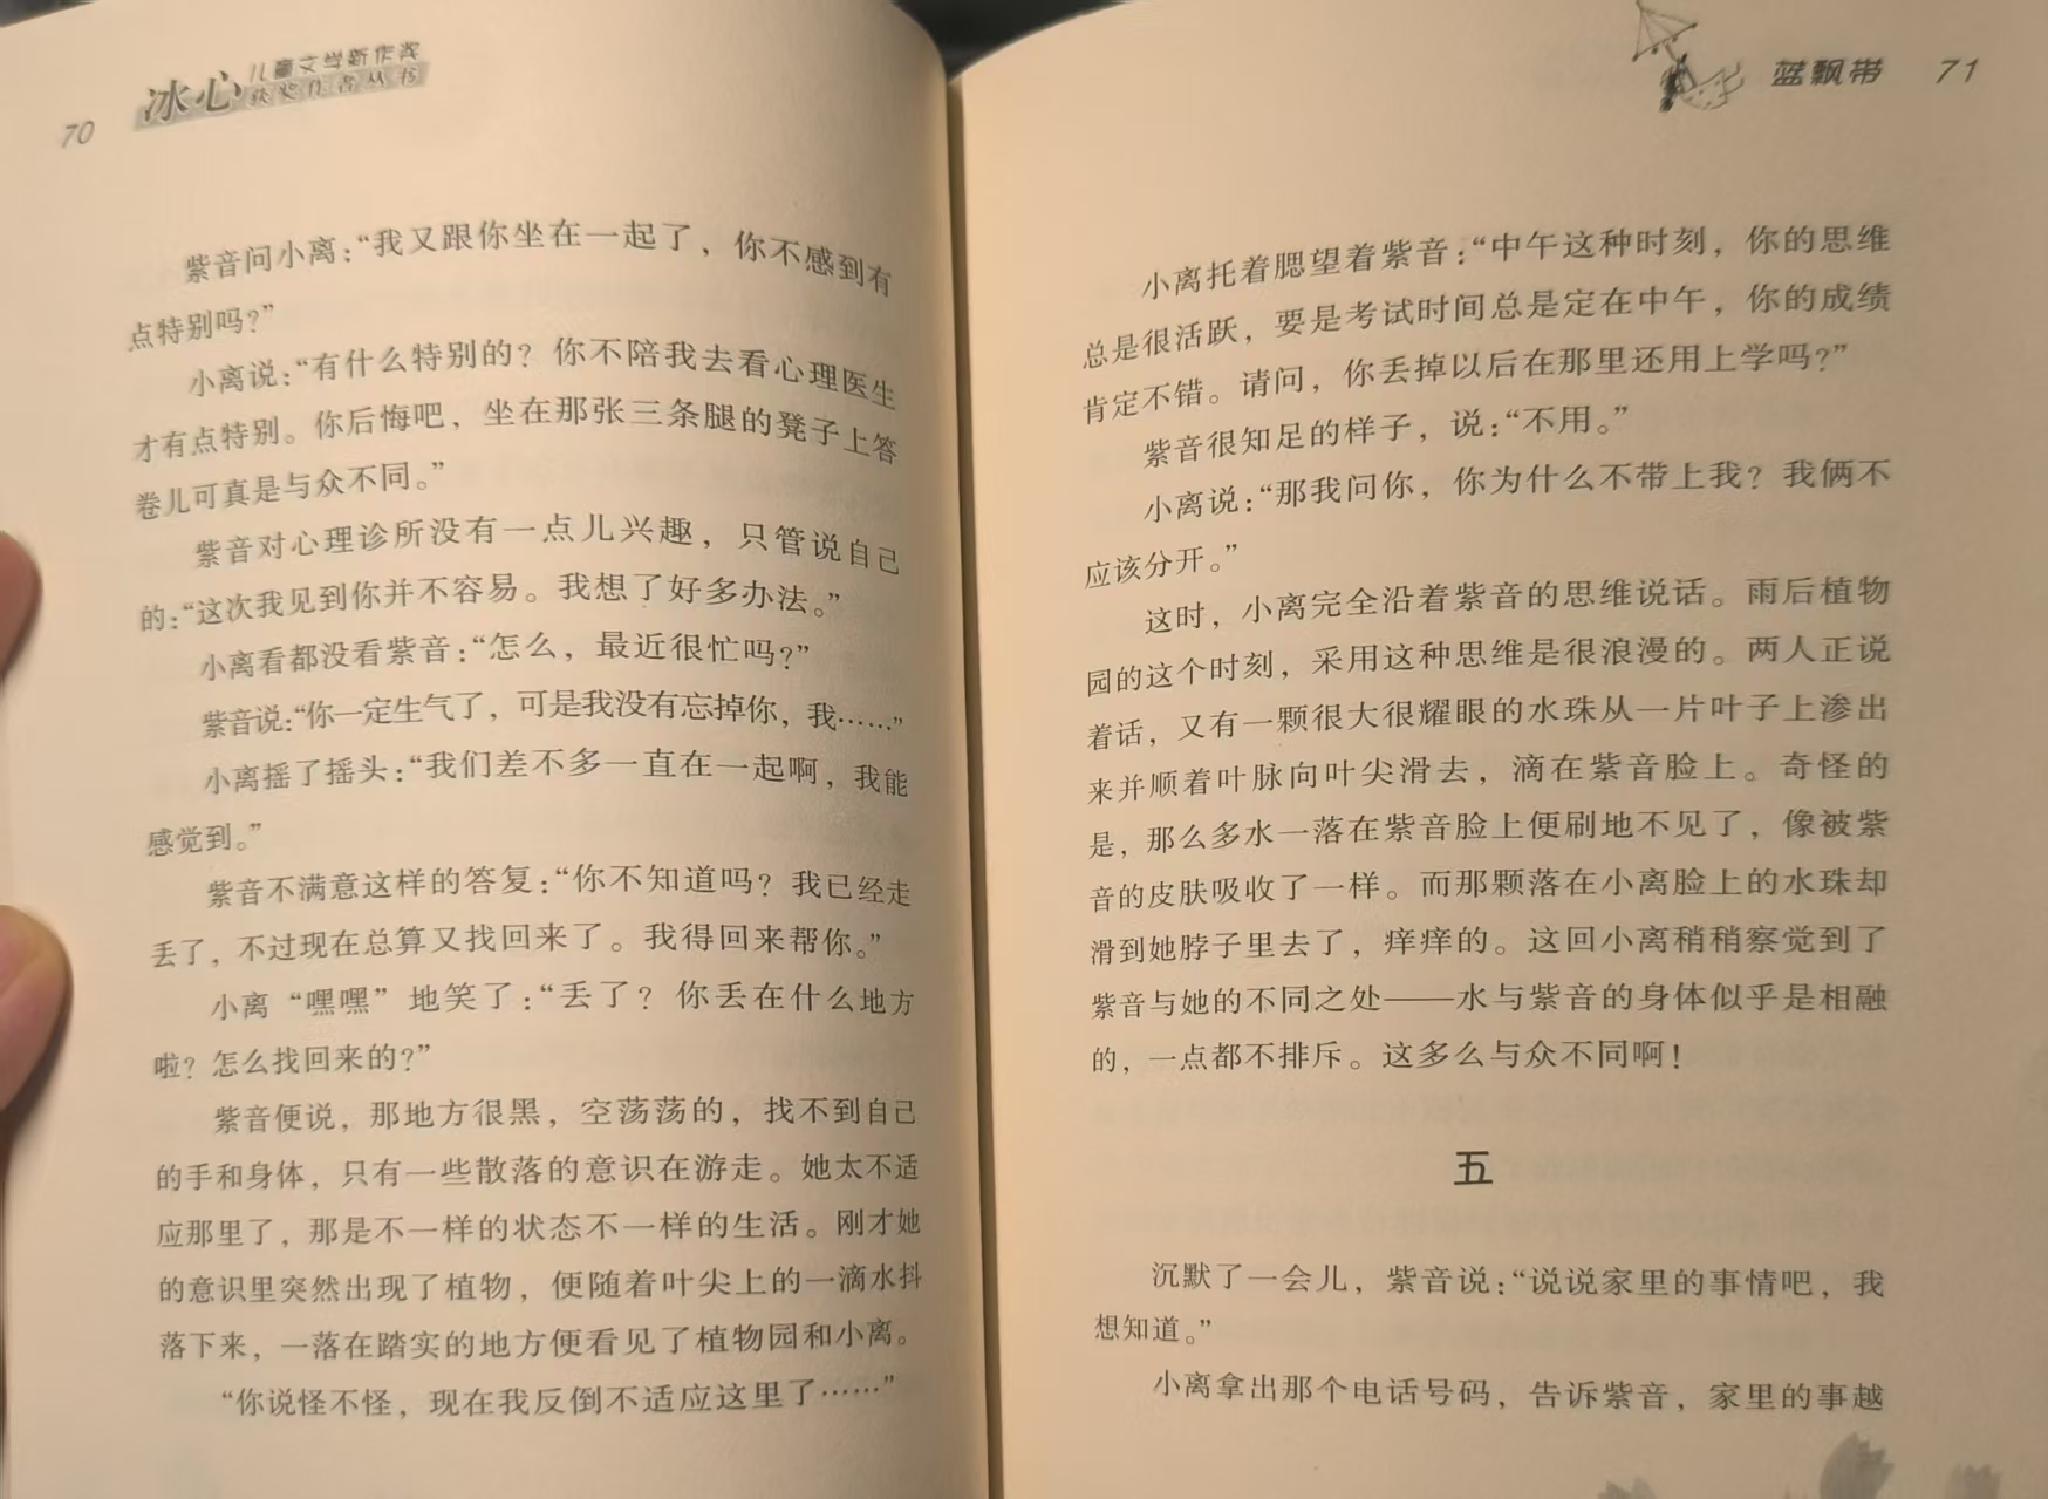 70
冰心 儿童文学新作奖
获奖作者丛书
紫音问小离：“我又跟你坐在一起了，你不感到有
点特别吗？”
小离说：“有什么特别的？你不陪我去看心理医生
才有点特别。你后悔吧，坐在那张三条腿的凳子上答
卷儿可真是与众不同。”
紫音对心理诊所没有一点儿兴趣，只管说自己
的：“这次我见到你并不容易。我想了好多办法。”
小离看都没看紫音：“怎么，最近很忙吗？”
紫音说：“你一定生气了，可是我没有忘掉你，我……”
小离摇了摇头：“我们差不多一直在一起啊，我能
感觉到。”
紫音不满意这样的答复：“你不知道吗？我已经走
丢了，不过现在总算又找回来了。我得回来帮你。”
小离“嘿嘿”地笑了：“丢了？你丢在什么地方
啦？怎么找回来的？”
紫音便说，那地方很黑，空荡荡的，找不到自己
的手和身体，只有一些散落的意识在游走。她太不适
应那里了，那是不一样的状态不一样的生活。刚才她
的意识里突然出现了植物，便随着叶尖上的一滴水抖
落下来，一落在踏实的地方便看见了植物园和小离。
“你说怪不怪，现在我反倒不适应这里了……”
蓝飘带 71
小离托着腮望着紫音：“中午这种时刻，你的思维
总是很活跃，要是考试时间总是定在中午，你的成绩
肯定不错。请问，你丢掉以后在那里还用上学吗？”
紫音很知足的样子，说：“不用。”
小离说：“那我问你，你为什么不带上我？我俩不
应该分开。”
这时，小离完全沿着紫音的思维说话。雨后植物
园的这个时刻，采用这种思维是很浪漫的。两人正说
着话，又有一颗很大很耀眼的水珠从一片叶子上渗出
来并顺着叶脉向叶尖滑去，滴在紫音脸上。奇怪的
是，那么多水一落在紫音脸上便刷地不见了，像被紫
音的皮肤吸收了一样。而那颗落在小离脸上的水珠却
滑到她脖子里去了，痒痒的。这回小离稍稍察觉到了
紫音与她的不同之处——水与紫音的身体似乎是相融
的，一点都不排斥。这多么与众不同啊！
五
沉默了一会儿，紫音说：“说说家里的事情吧，我
想知道。”
小离拿出那个电话号码，告诉紫音，家里的事越